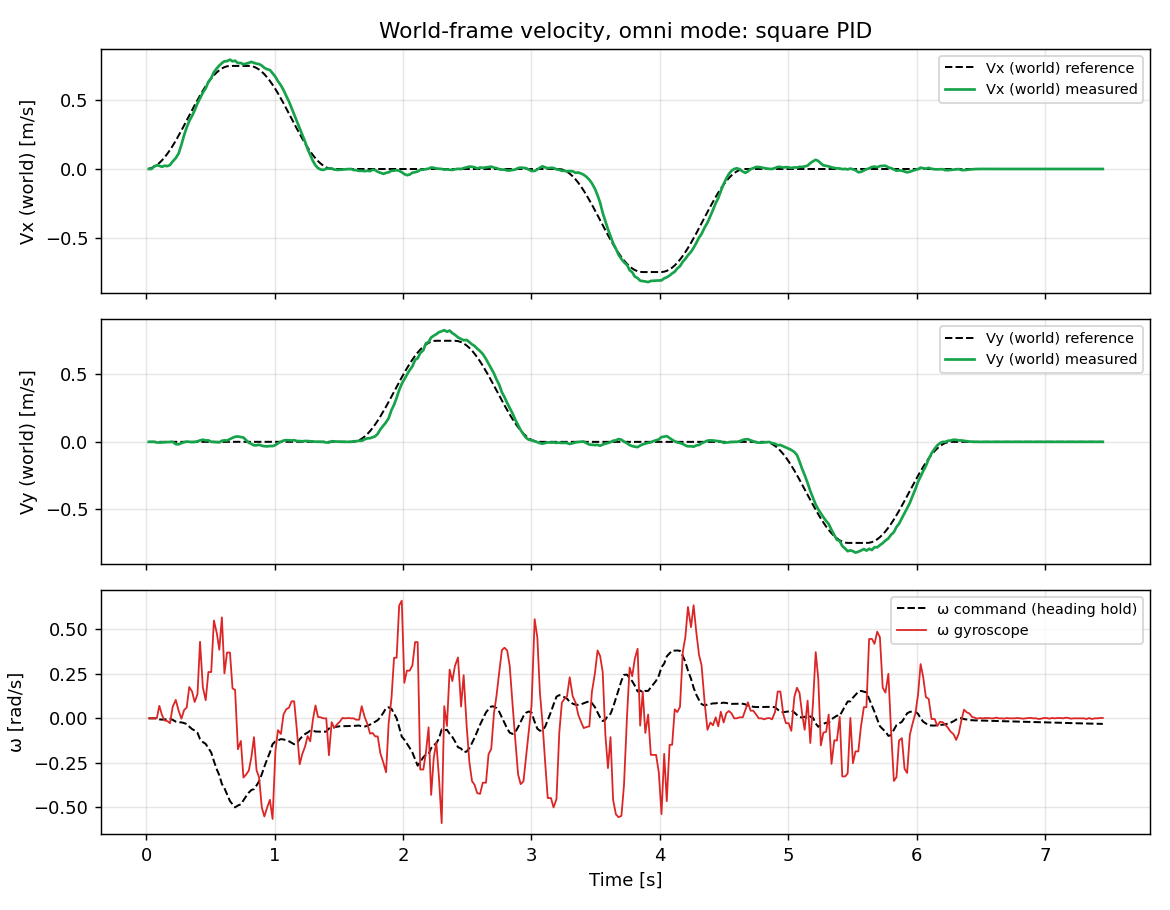 World-frame velocity, omni mode: square PID
Vx (world) [m/s]
0.5
0.0
−0.5
Vx (world) reference
Vx (world) measured
Vy (world) [m/s]
0.5
0.0
−0.5
Vy (world) reference
Vy (world) measured
ω [rad/s]
0.50
0.25
0.00
−0.25
−0.50
ω command (heading hold)
ω gyroscope
0 1 2 3 4 5 6 7
Time [s]